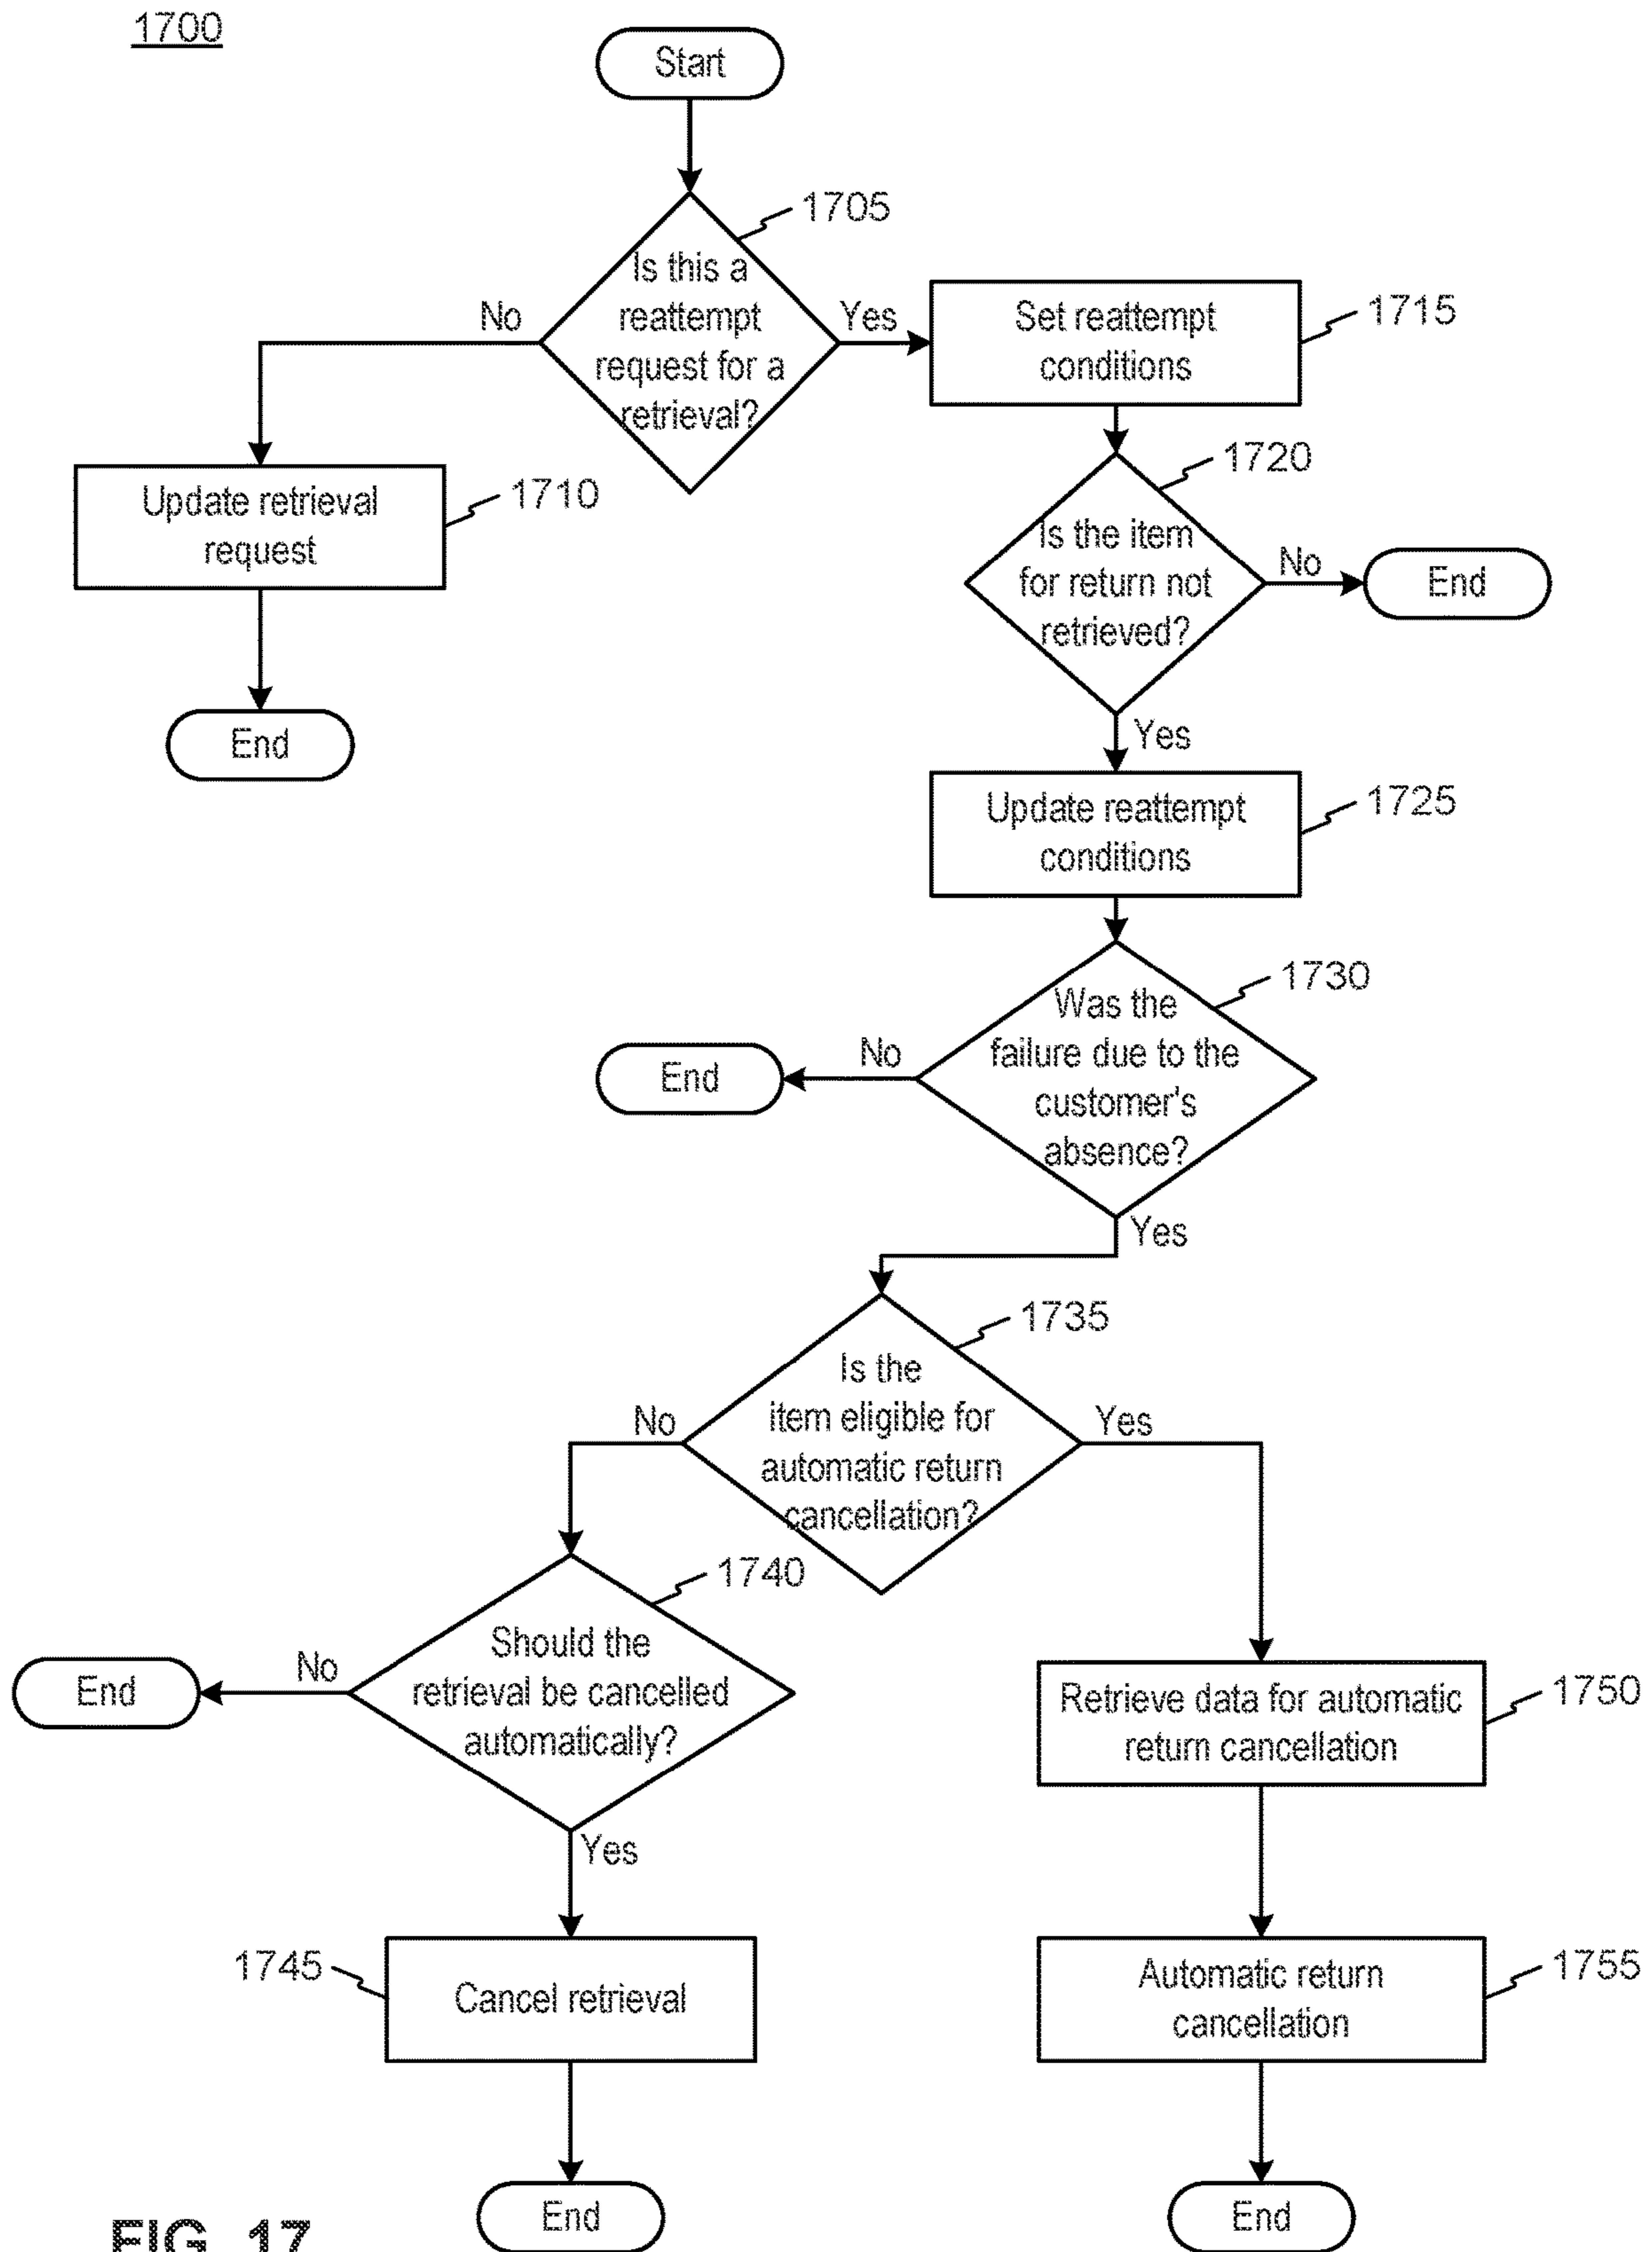 1700
Start
1705
Is this a
reattempt
request for a
retrieval?
No
Yes
Set reattempt
conditions
1715
1720
Update retrieval
request
1710
Is the item
for return not
retrieved?
No
End
End
Yes
Update reattempt
conditions
1725
1730
Was the
failure due to the
customer's
absence?
No
End
Yes
1735
Is the
item eligible for
automatic return
cancellation?
No
Yes
1740
Should the
retrieval be cancelled
automatically?
No
End
Retrieve data for automatic
return cancellation
1750
Yes
1745
Cancel retrieval
Automatic return
cancellation
1755
End
End
FIG. 17